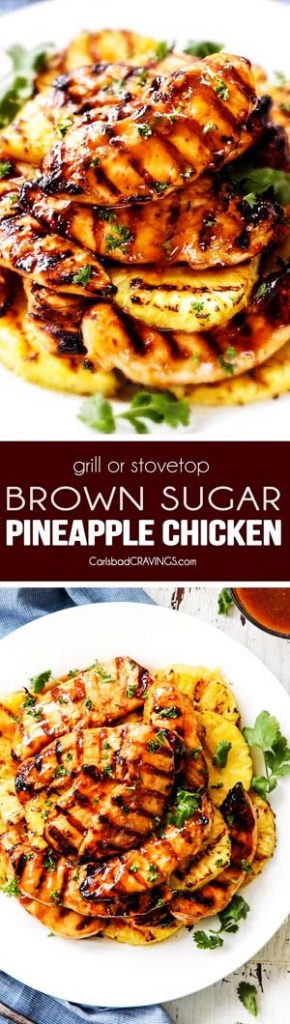 grill or stovetop
BROWN SUGAR
PINEAPPLE CHICKEN
CarlsbadCRAVINGS.com